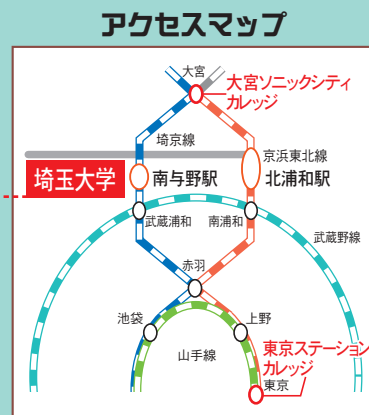 アクセスマップ
大宮
大宮ソニックシティ
カレッジ
埼京線
京浜東北線
埼玉大学
南与野駅
北浦和駅
武蔵浦和
南浦和
武蔵野線
赤羽
池袋
上野
山手線
東京ステーション
カレッジ
東京